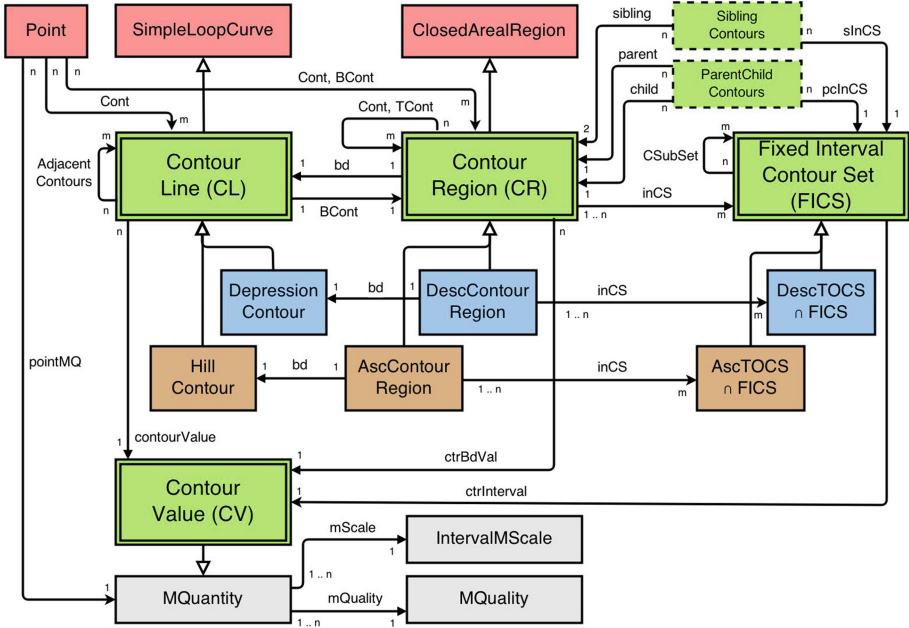 Point
SimpleLoopCurve
ClosedArealRegion
Sibling
Contours
sibling
n
n
sInCS
n
n
n
Cont, BCont
parent
n
ParentChild
Contours
n
pcInCS
child
n
Cont
m
m
Cont, TCont
n
m
2
1
1
m
Adjacent
Contours
n
Contour
Line (CL)
1
bd
1
Contour
Region (CR)
1
CSubSet
m
n
Fixed Interval
Contour Set
(FICS)
1
BCont
1
1
inCS
1 .. n
m
n
n
Depression
Contour
1
bd
1
DescContour
Region
inCS
1 .. n
m
DescTOCS
∩ FICS
pointMQ
Hill
Contour
1
bd
1
AscContour
Region
inCS
1 .. n
m
AscTOCS
∩ FICS
1
contourValue
Contour
Value (CV)
1
ctrBdVal
1
ctrInterval
mScale
1 .. n
1
IntervalMScale
1
MQuantity
mQuality
1 .. n
1
MQuality